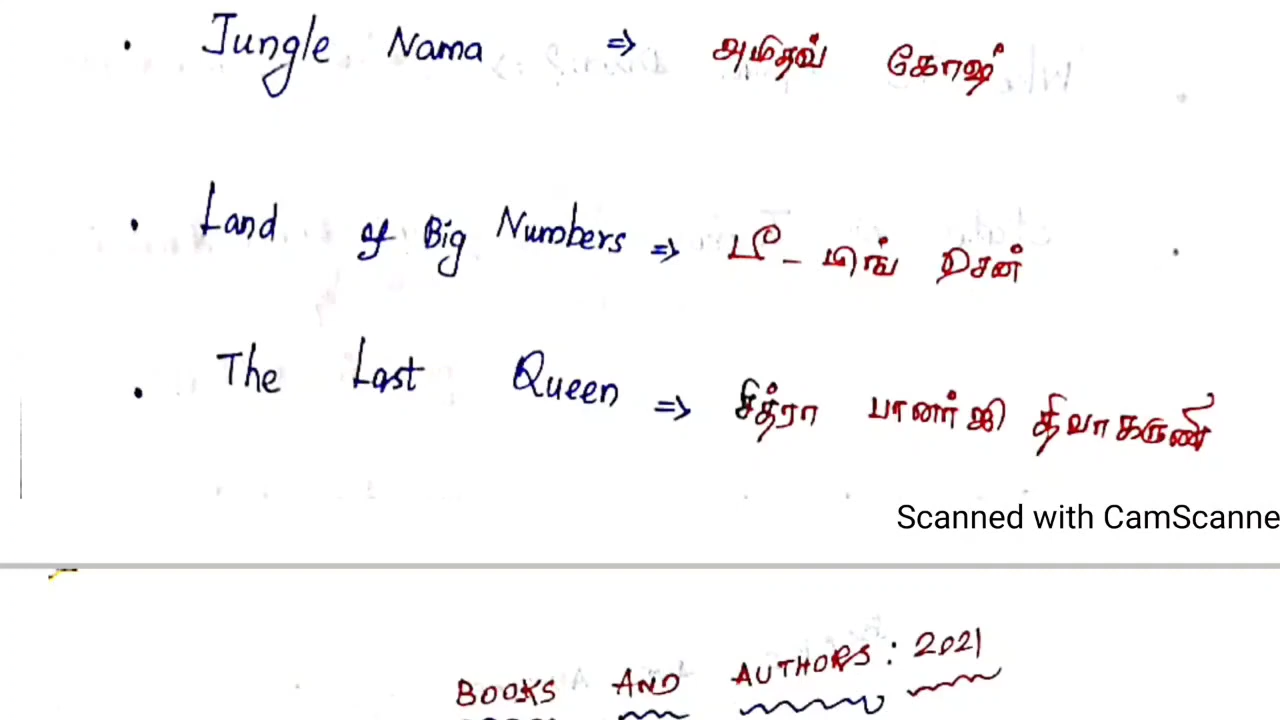 • Jungle Nama ⇒ அமிதவ் கோஷ்
• Land of Big Numbers ⇒ டீ - பிங் சென்
• The Last Queen ⇒ சித்ரா பானர்ஜி திவாகருணி
Scanned with CamScanne
BOOKS AND AUTHORS : 2021